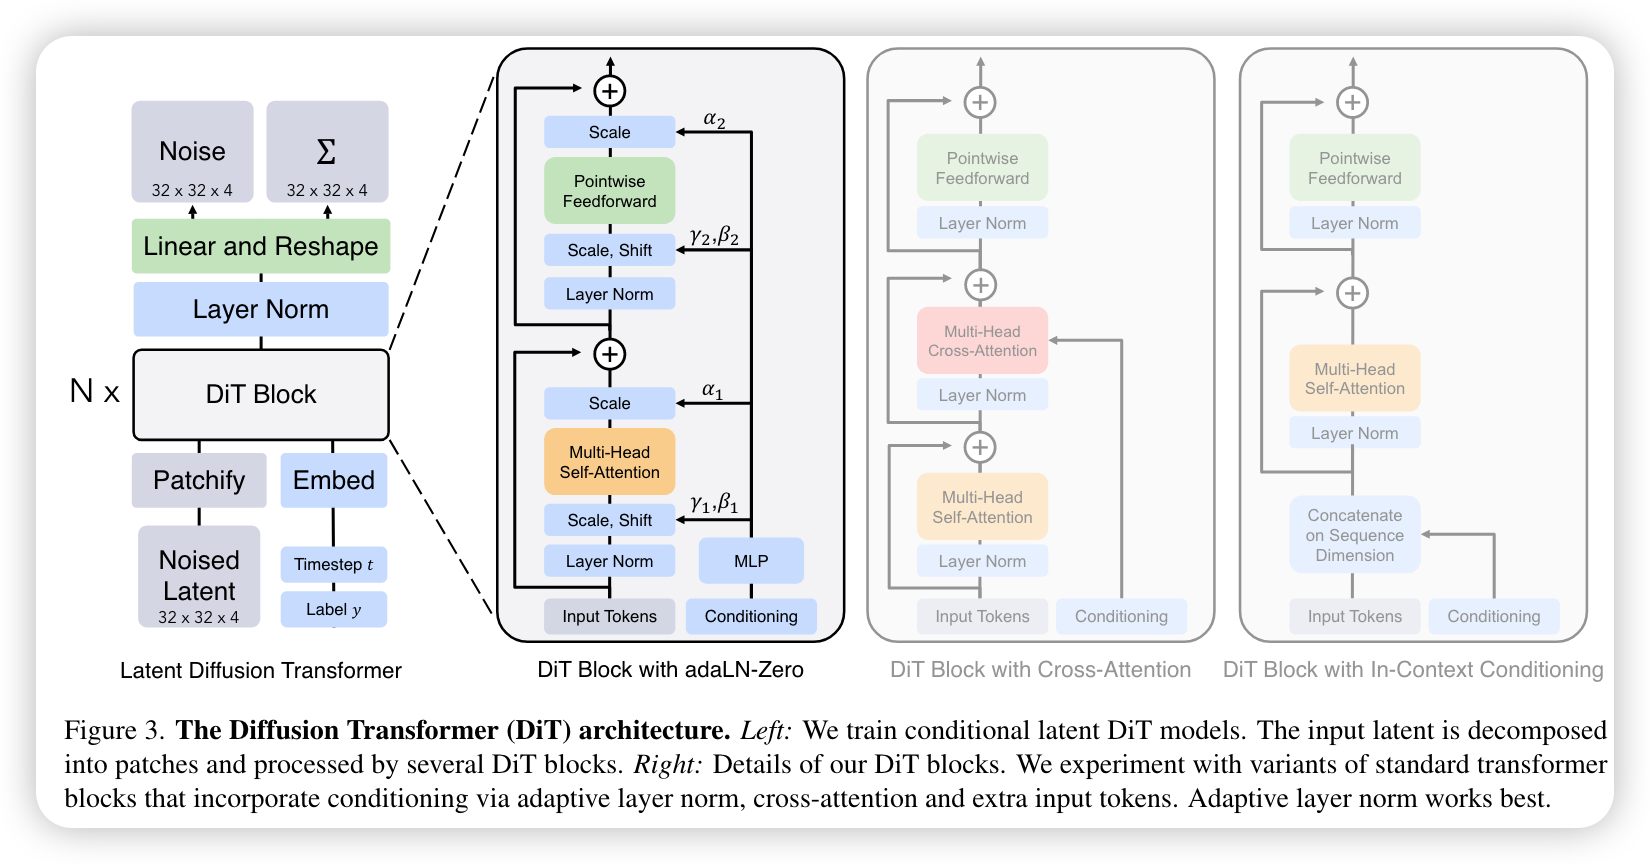 Noise
32 x 32 x 4
Σ
32 x 32 x 4
Linear and Reshape
Layer Norm
N x
DiT Block
Patchify
Embed
Noised
Latent
32 x 32 x 4
Timestep t
Label y
Latent Diffusion Transformer
Scale
α₂
Pointwise
Feedforward
Scale, Shift
γ₂,β₂
Layer Norm
Scale
α₁
Multi-Head
Self-Attention
Scale, Shift
γ₁,β₁
Layer Norm
MLP
Input Tokens
Conditioning
DiT Block with adaLN-Zero
Pointwise
Feedforward
Layer Norm
Multi-Head
Cross-Attention
Layer Norm
Multi-Head
Self-Attention
Layer Norm
Input Tokens
Conditioning
DiT Block with Cross-Attention
Pointwise
Feedforward
Layer Norm
Multi-Head
Self-Attention
Layer Norm
Concatenate
on Sequence
Dimension
Input Tokens
Conditioning
DiT Block with In-Context Conditioning
Figure 3. The Diffusion Transformer (DiT) architecture. Left: We train conditional latent DiT models. The input latent is decomposed
into patches and processed by several DiT blocks. Right: Details of our DiT blocks. We experiment with variants of standard transformer
blocks that incorporate conditioning via adaptive layer norm, cross-attention and extra input tokens. Adaptive layer norm works best.